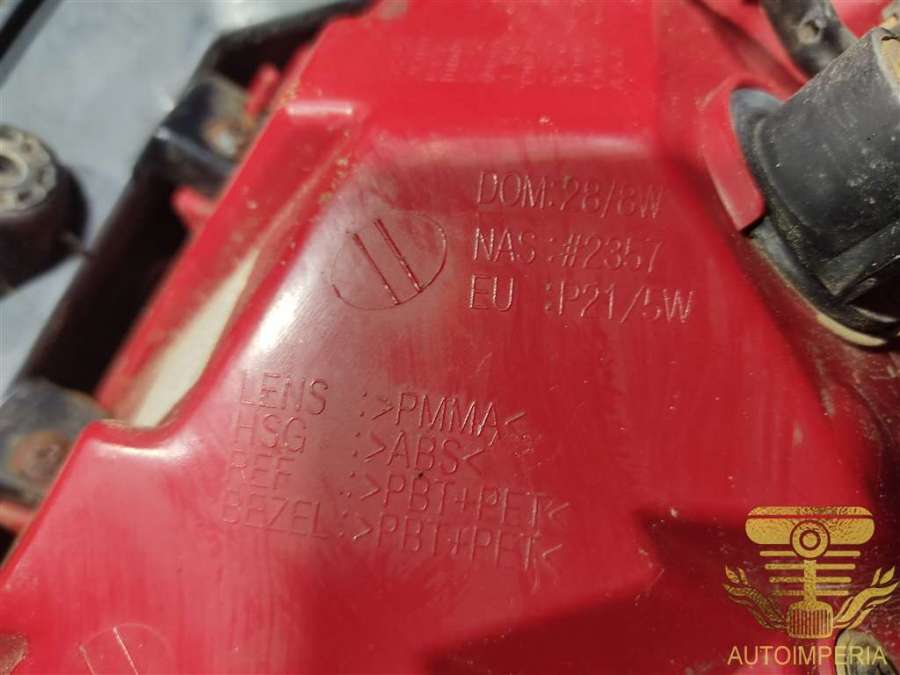 DOM:28/8W
NAS:#2357
EU :P21/5W
LENS :>PMMA<
HSG :>ABS<
REF :>PBT+PET<
BEZEL:>PBT+PET<
AUTOIMPERIA